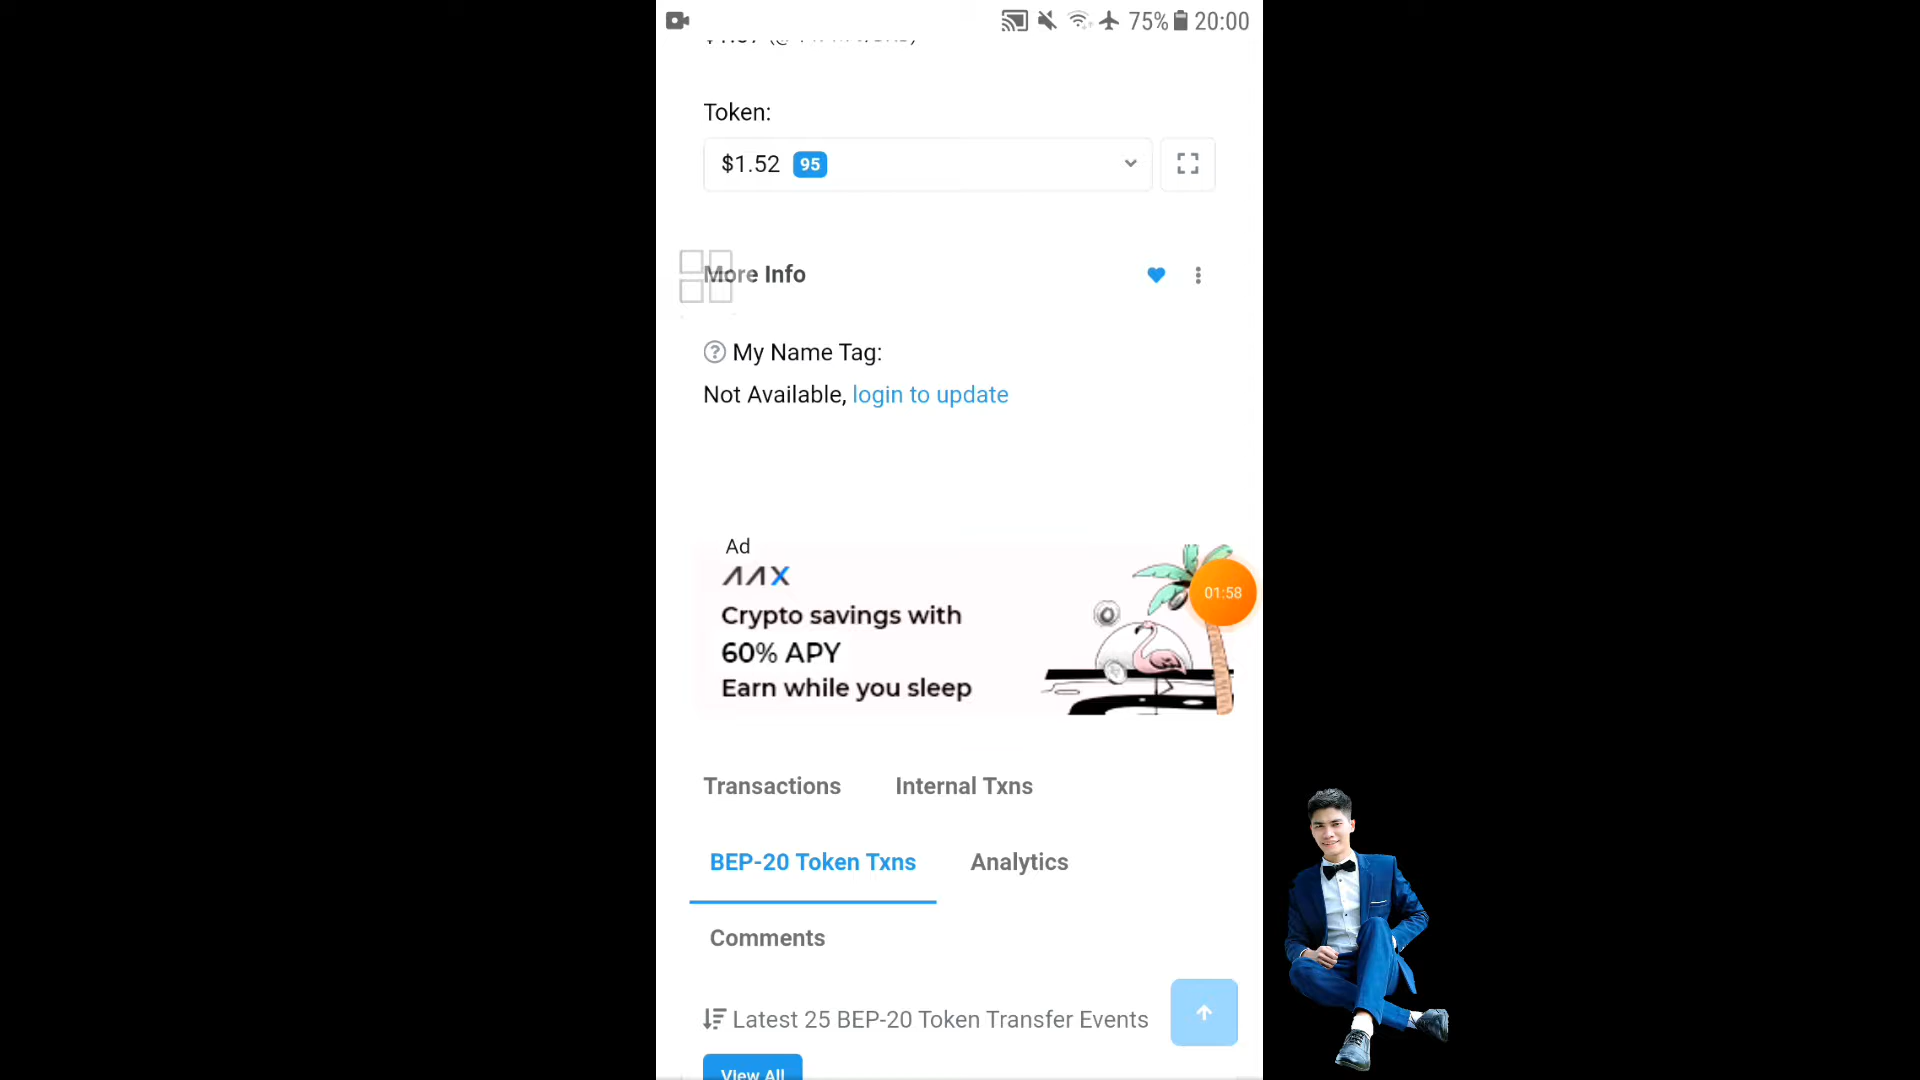 75% 20:00
Token:
$1.52 95
More Info
My Name Tag:
Not Available, login to update
Ad
AAX
Crypto savings with
60% APY
Earn while you sleep
01:58
Transactions Internal Txns
BEP-20 Token Txns Analytics
Comments
Latest 25 BEP-20 Token Transfer Events
View All